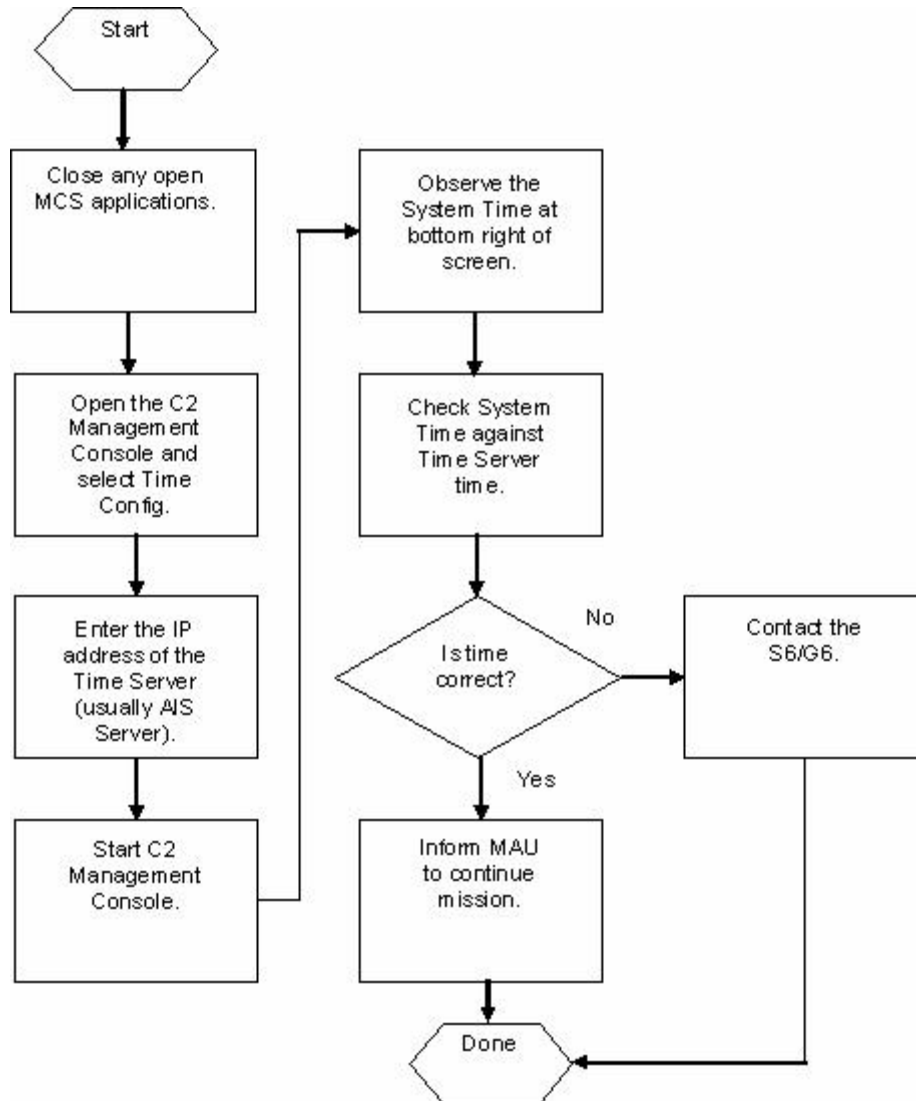 Start
Close any open
MCS applications.
Open the C2
Management
Console and
select Time
Config.
Enter the IP
address of the
Time Server
(usually AIS
Server).
Start C2
Management
Console.
Observe the
System Time at
bottom right of
screen.
Check System
Time against
Time Server
time.
Is time
correct?
No
Contact the
S6/G6.
Yes
Inform MAU
to continue
mission.
Done